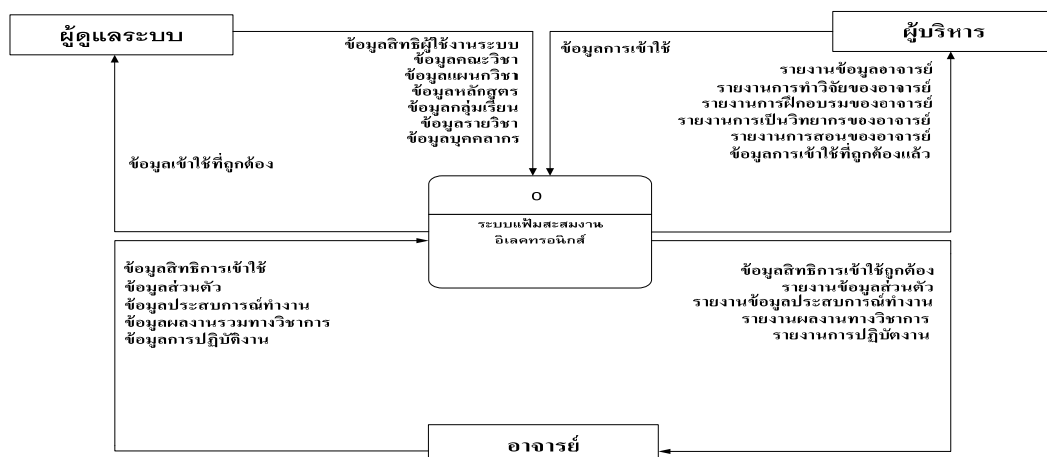 ผู้ดูแลระบบ
ผู้บริหาร
ข้อมูลสิทธิผู้ใช้งานระบบ
ข้อมูลคณะวิชา
ข้อมูลแผนกวิชา
ข้อมูลหลักสูตร
ข้อมูลกลุ่มเรียน
ข้อมูลรายวิชา
ข้อมูลบุคคลากร
ข้อมูลการเข้าใช้
รายงานข้อมูลอาจารย์
รายงานการทำวิจัยของอาจารย์
รายงานการฝึกอบรมของอาจารย์
รายงานการเป็นวิทยากรของอาจารย์
รายงานการสอนของอาจารย์
ข้อมูลการเข้าใช้ที่ถูกต้องแล้ว
ข้อมูลเข้าใช้ที่ถูกต้อง
0
ระบบแฟ้มสะสมงาน
อิเลคทรอนิกส์
ข้อมูลสิทธิการเข้าใช้
ข้อมูลส่วนตัว
ข้อมูลประสบการณ์ทำงาน
ข้อมูลผลงานรวมทางวิชาการ
ข้อมูลการปฏิบัติงาน
ข้อมูลสิทธิการเข้าใช้ถูกต้อง
รายงานข้อมูลส่วนตัว
รายงานข้อมูลประสบการณ์ทำงาน
รายงานผลงานทางวิชาการ
รายงานการปฏิบัตงาน
อาจารย์